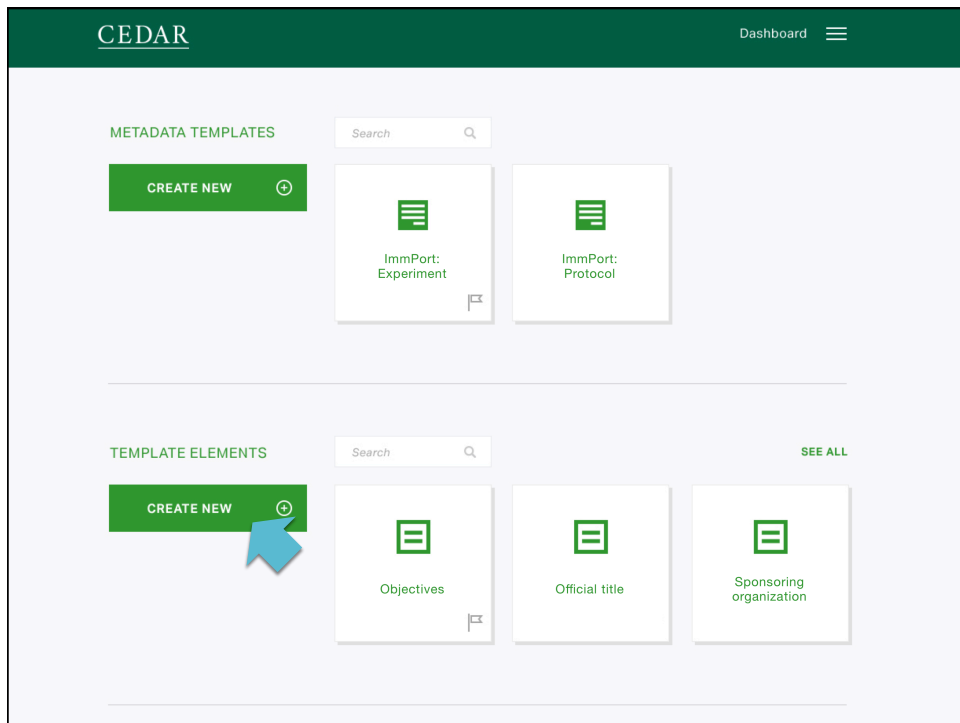 CEDAR
Dashboard
METADATA TEMPLATES
Search
CREATE NEW
ImmPort:
Experiment
ImmPort:
Protocol
TEMPLATE ELEMENTS
Search
SEE ALL
CREATE NEW
Objectives
Official title
Sponsoring
organization